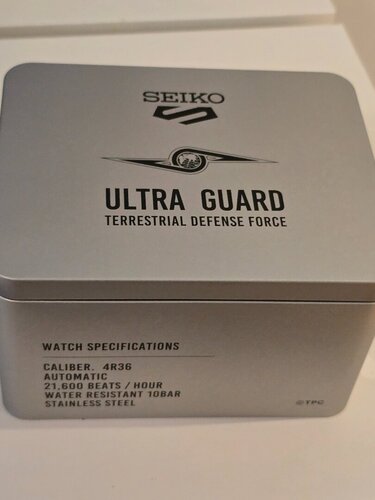 SEIKO
5
ULTRA GUARD
TERRESTRIAL DEFENSE FORCE
WATCH SPECIFICATIONS
CALIBER. 4R36
AUTOMATIC
21,600 BEATS / HOUR
WATER RESISTANT 10BAR
STAINLESS STEEL
©TPC